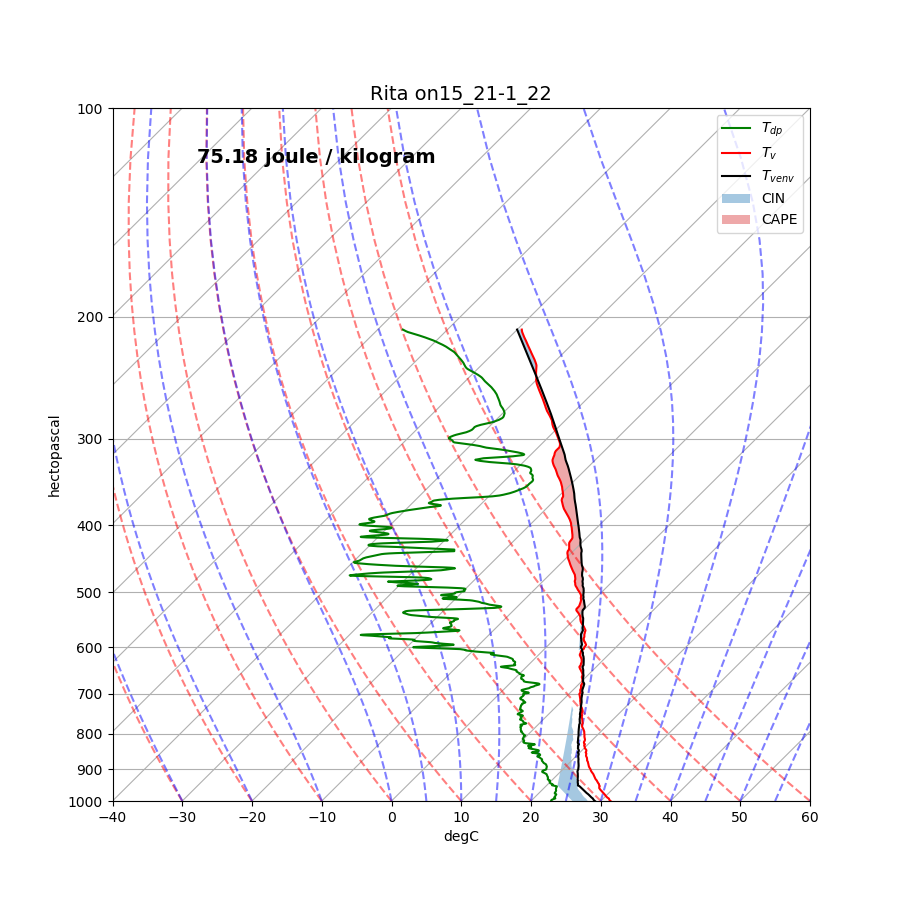 Rita on15_21-1_22
75.18 joule / kilogram
T_dp
T_v
T_venv
CIN
CAPE
hectopascal
100
200
300
400
500
600
700
800
900
1000
−40 −30 −20 −10 0 10 20 30 40 50 60
degC